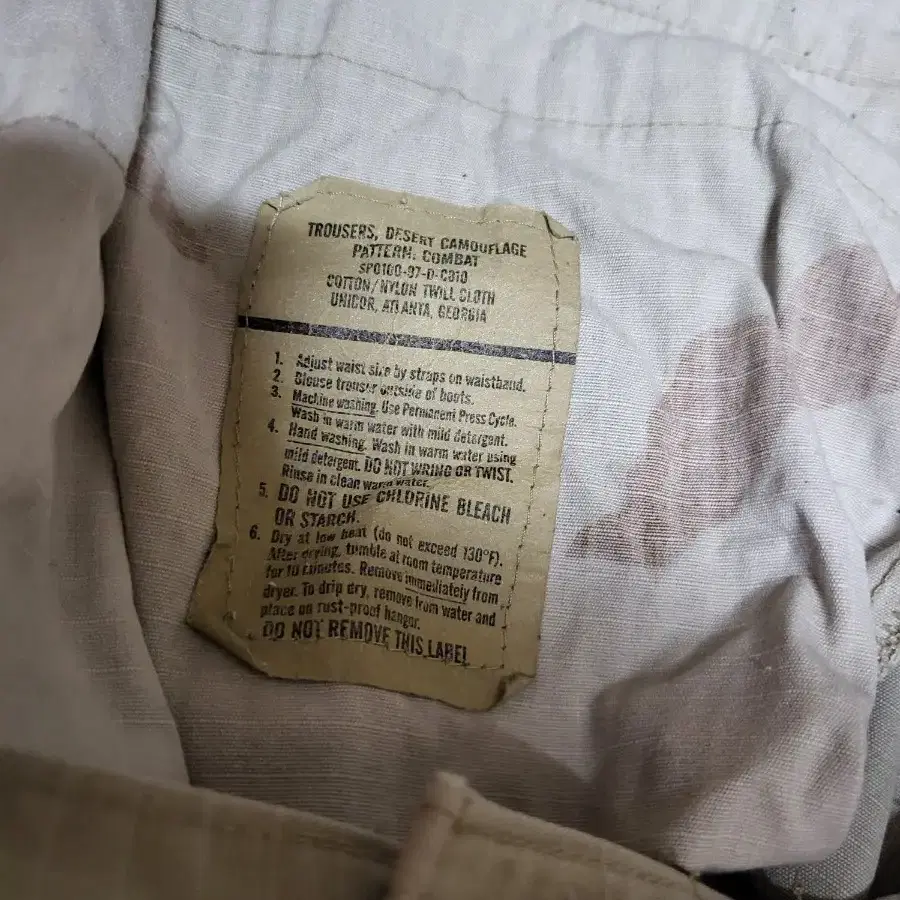 TROUSERS, DESERT CAMOUFLAGE
PATTERN: COMBAT
SPO100-97-D-C310
COTTON/NYLON TWILL CLOTH
UNICOR, ATLANTA, GEORGIA
1. Adjust waist size by straps on waistband.
2. Blouse trouser outside of boots.
3. Machine washing. Use Permanent Press Cycle.
Wash in warm water with mild detergent.
4. Hand washing. Wash in warm water using
mild detergent. DO NOT WRING OR TWIST.
Rinse in clean warm water.
5. DO NOT USE CHLORINE BLEACH
OR STARCH.
6. Dry at low heat (do not exceed 130°F).
After drying, tumble at room temperature
for 10 minutes. Remove immediately from
dryer. To drip dry, remove from water and
place on rust-proof hanger.
DO NOT REMOVE THIS LABEL